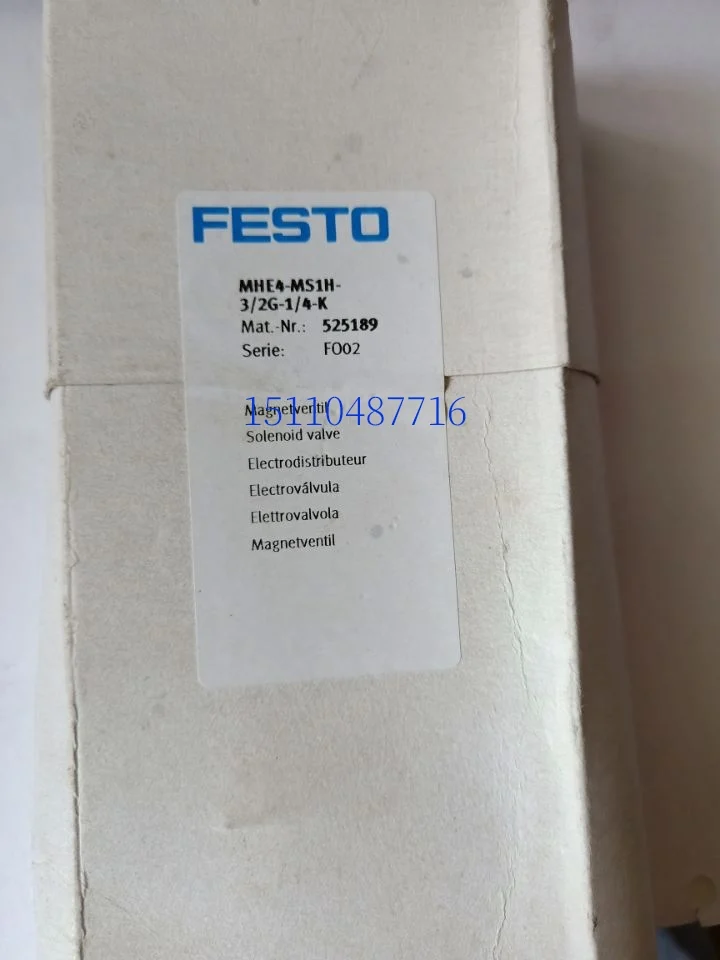 FESTO
MHE4-MS1H-
3/2G-1/4-K
Mat.-Nr.: 525189
Serie: FO02
Magnetventil
15110487716
Solenoid valve
Electrodistributeur
Electroválvula
Elettrovalvola
Magnetventil